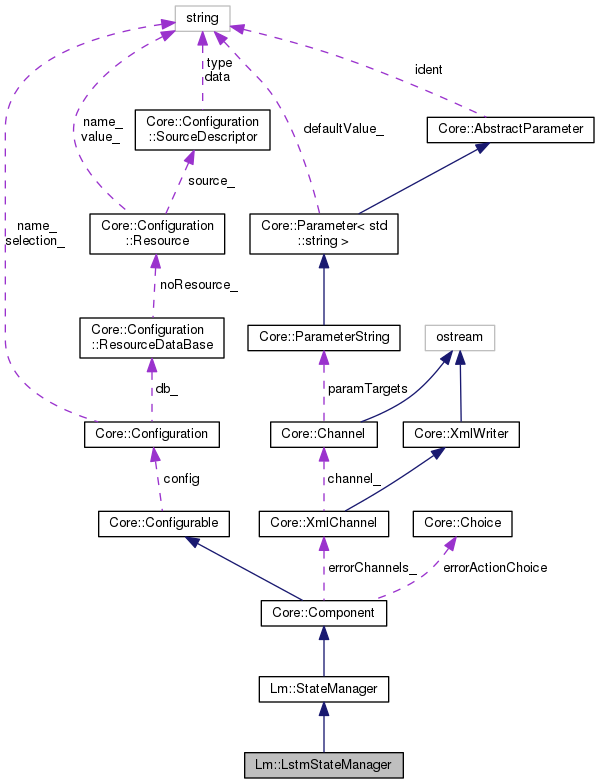 string
type
data
ident
name_
value_
defaultValue_
Core::Configuration
::SourceDescriptor
Core::AbstractParameter
source_
name_
selection_
Core::Configuration
::Resource
Core::Parameter< std
::string >
noResource_
Core::Configuration
::ResourceDataBase
Core::ParameterString
ostream
db_
paramTargets
Core::Configuration
Core::Channel
Core::XmlWriter
config
channel_
Core::Configurable
Core::XmlChannel
Core::Choice
errorChannels_
errorActionChoice
Core::Component
Lm::StateManager
Lm::LstmStateManager